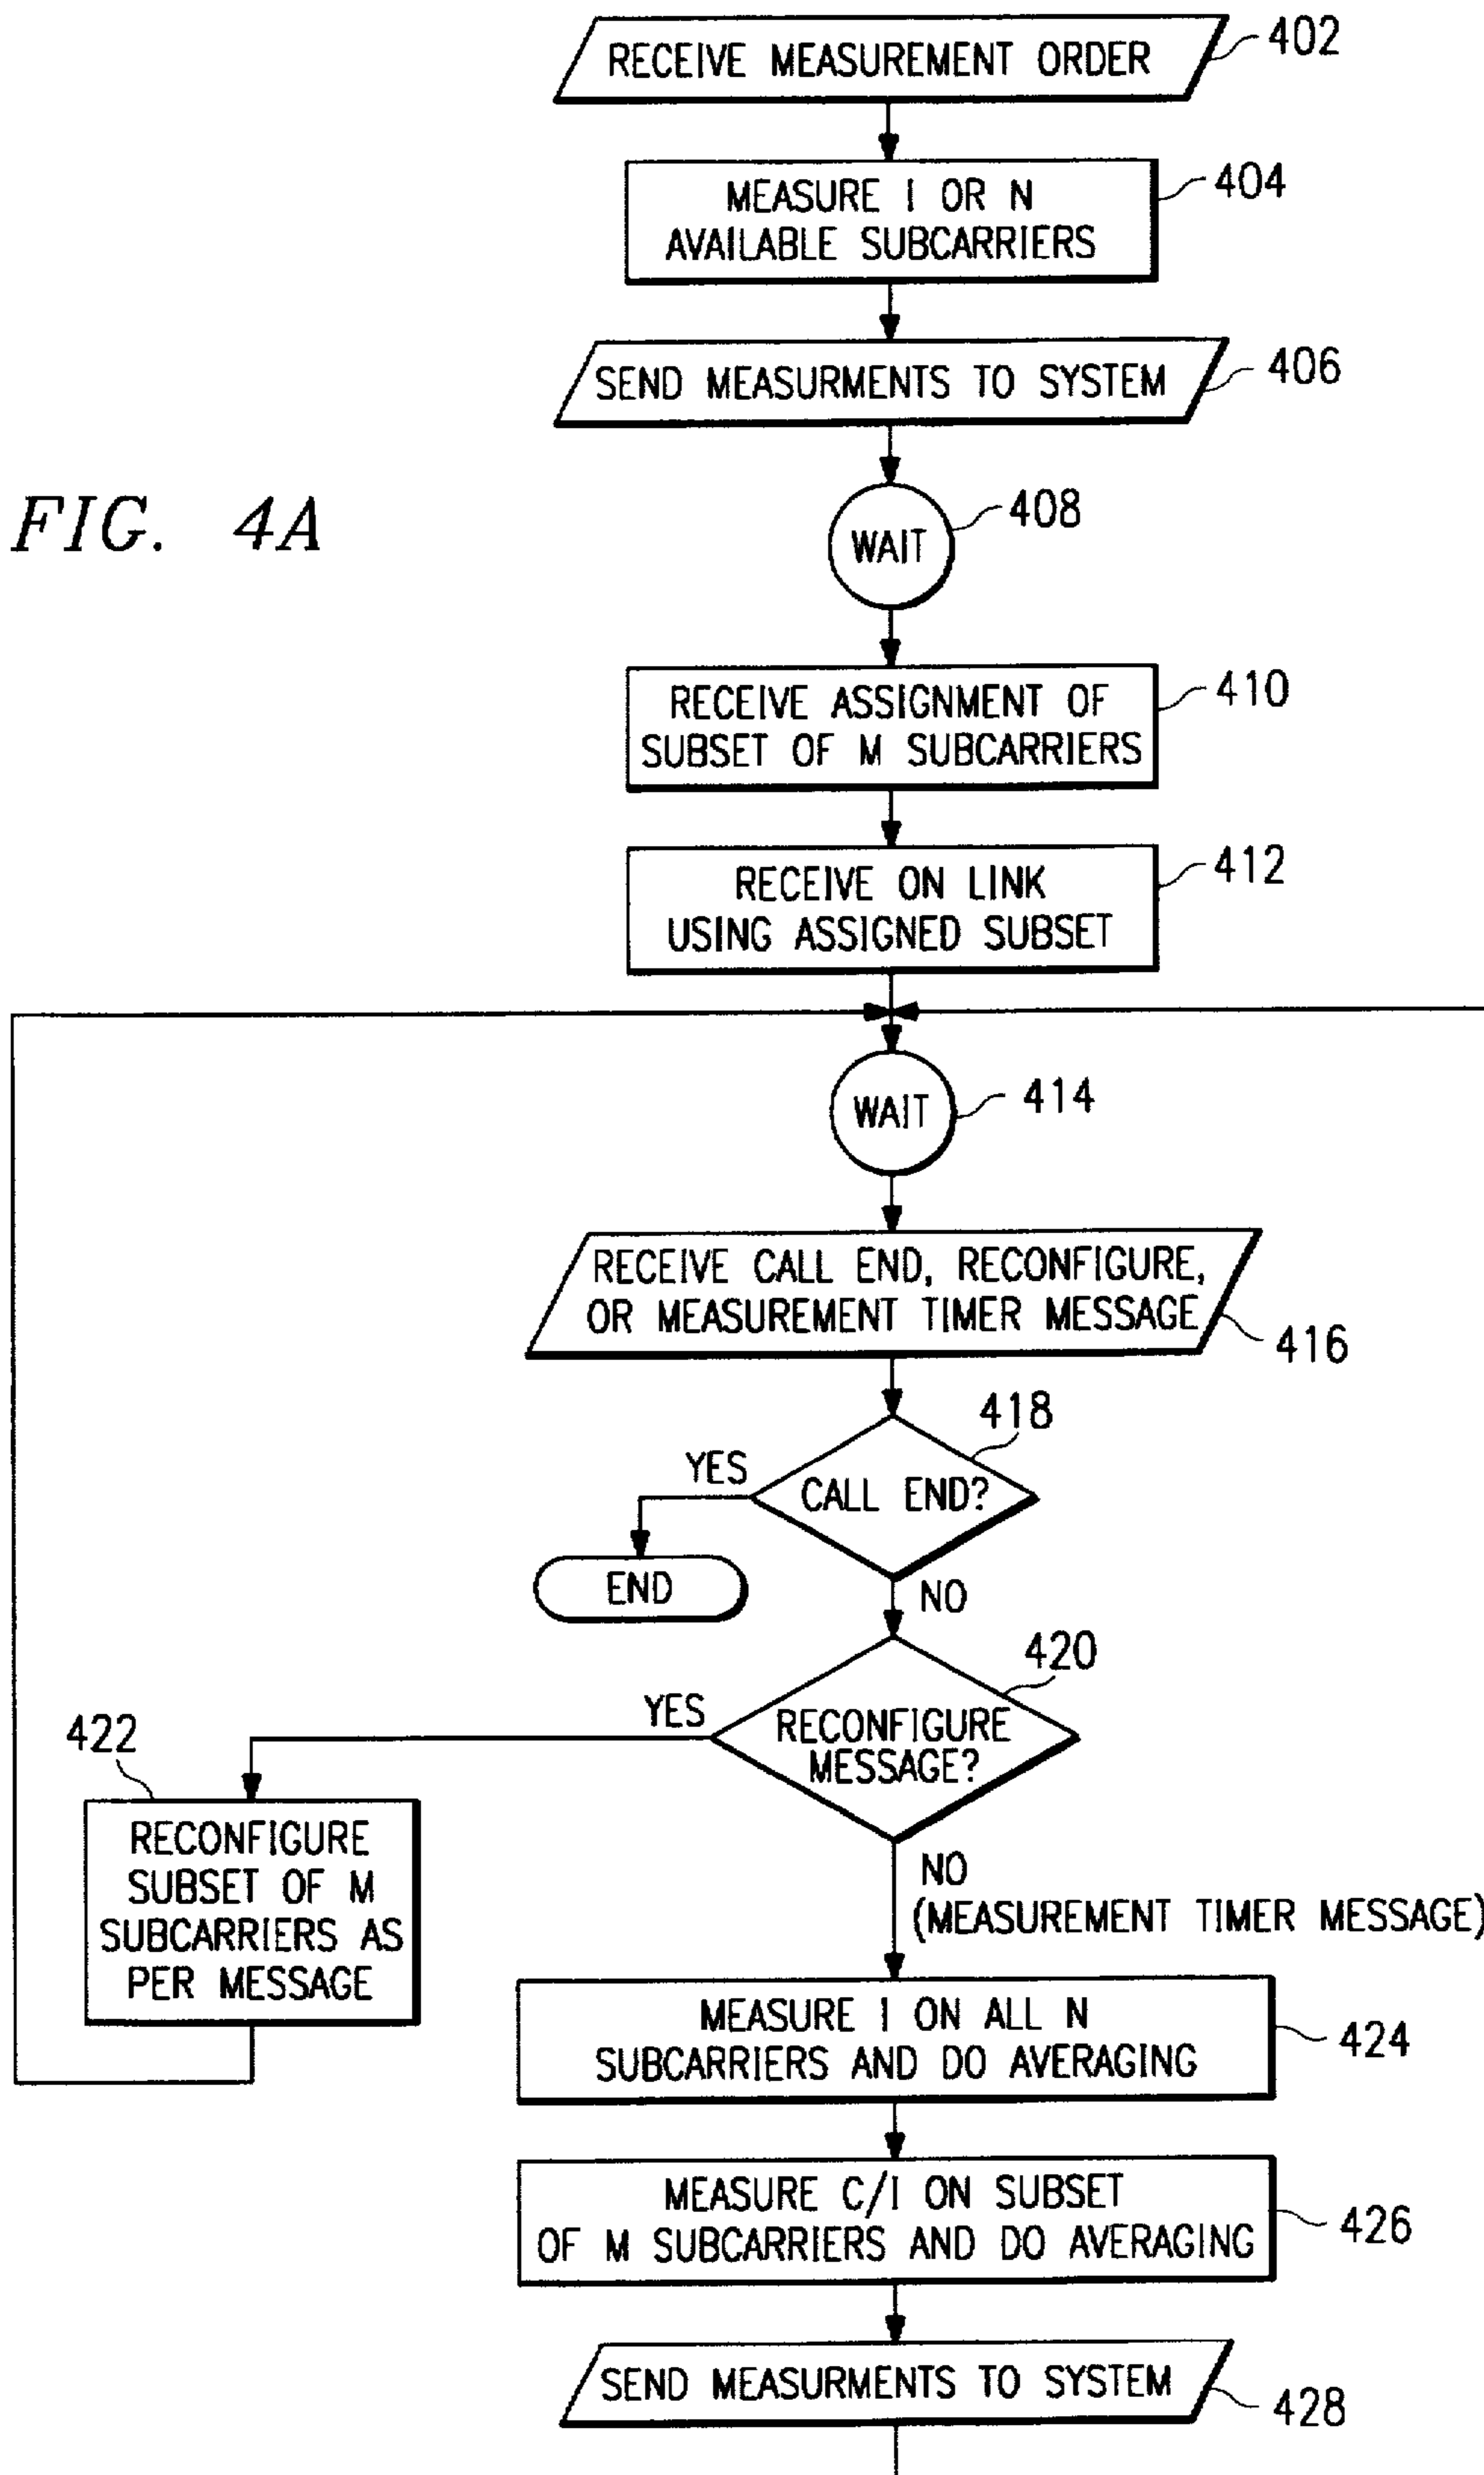 RECEIVE MEASUREMENT ORDER
402
MEASURE I OR N
AVAILABLE SUBCARRIERS
404
SEND MEASURMENTS TO SYSTEM
406
FIG. 4A
WAIT
408
RECEIVE ASSIGNMENT OF
SUBSET OF M SUBCARRIERS
410
RECEIVE ON LINK
USING ASSIGNED SUBSET
412
WAIT
414
RECEIVE CALL END, RECONFIGURE,
OR MEASUREMENT TIMER MESSAGE
416
418
YES
CALL END?
END
NO
420
YES
RECONFIGURE
MESSAGE?
422
RECONFIGURE
SUBSET OF M
SUBCARRIERS AS
PER MESSAGE
NO
(MEASUREMENT TIMER MESSAGE)
MEASURE I ON ALL N
SUBCARRIERS AND DO AVERAGING
424
MEASURE C/I ON SUBSET
OF M SUBCARRIERS AND DO AVERAGING
426
SEND MEASURMENTS TO SYSTEM
428